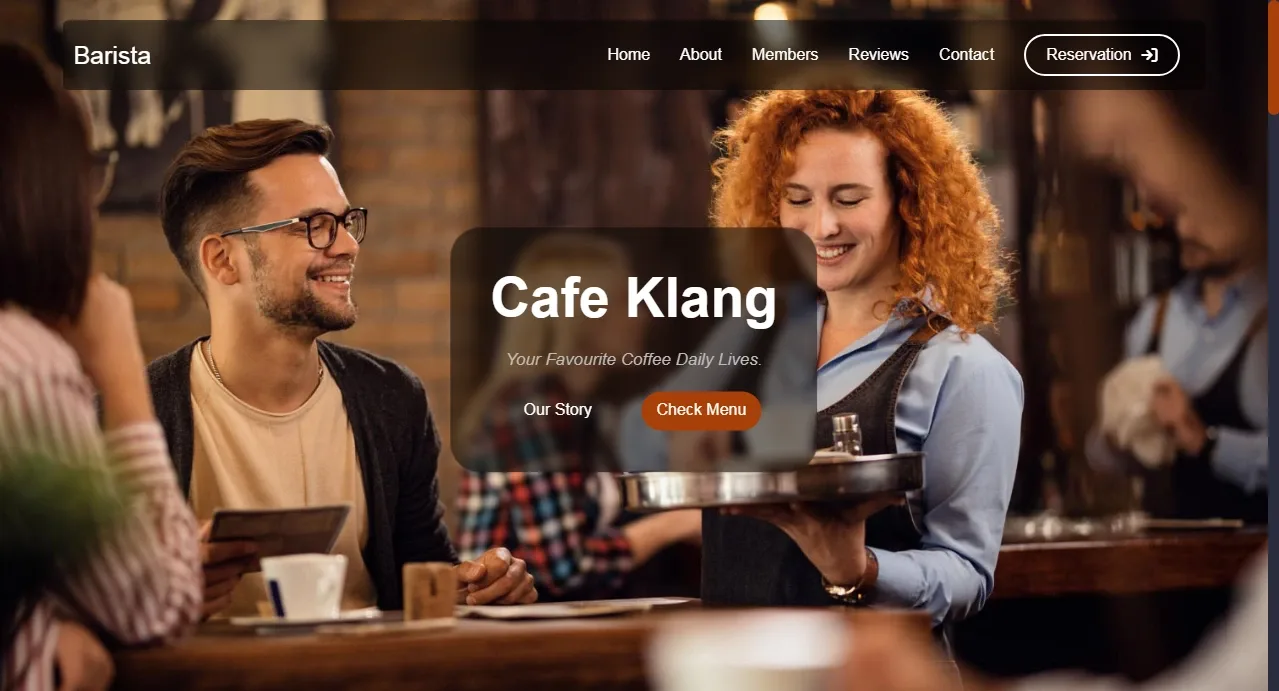 Barista
Home About Members Reviews Contact Reservation
Cafe Klang
Your Favourite Coffee Daily Lives.
Our Story Check Menu